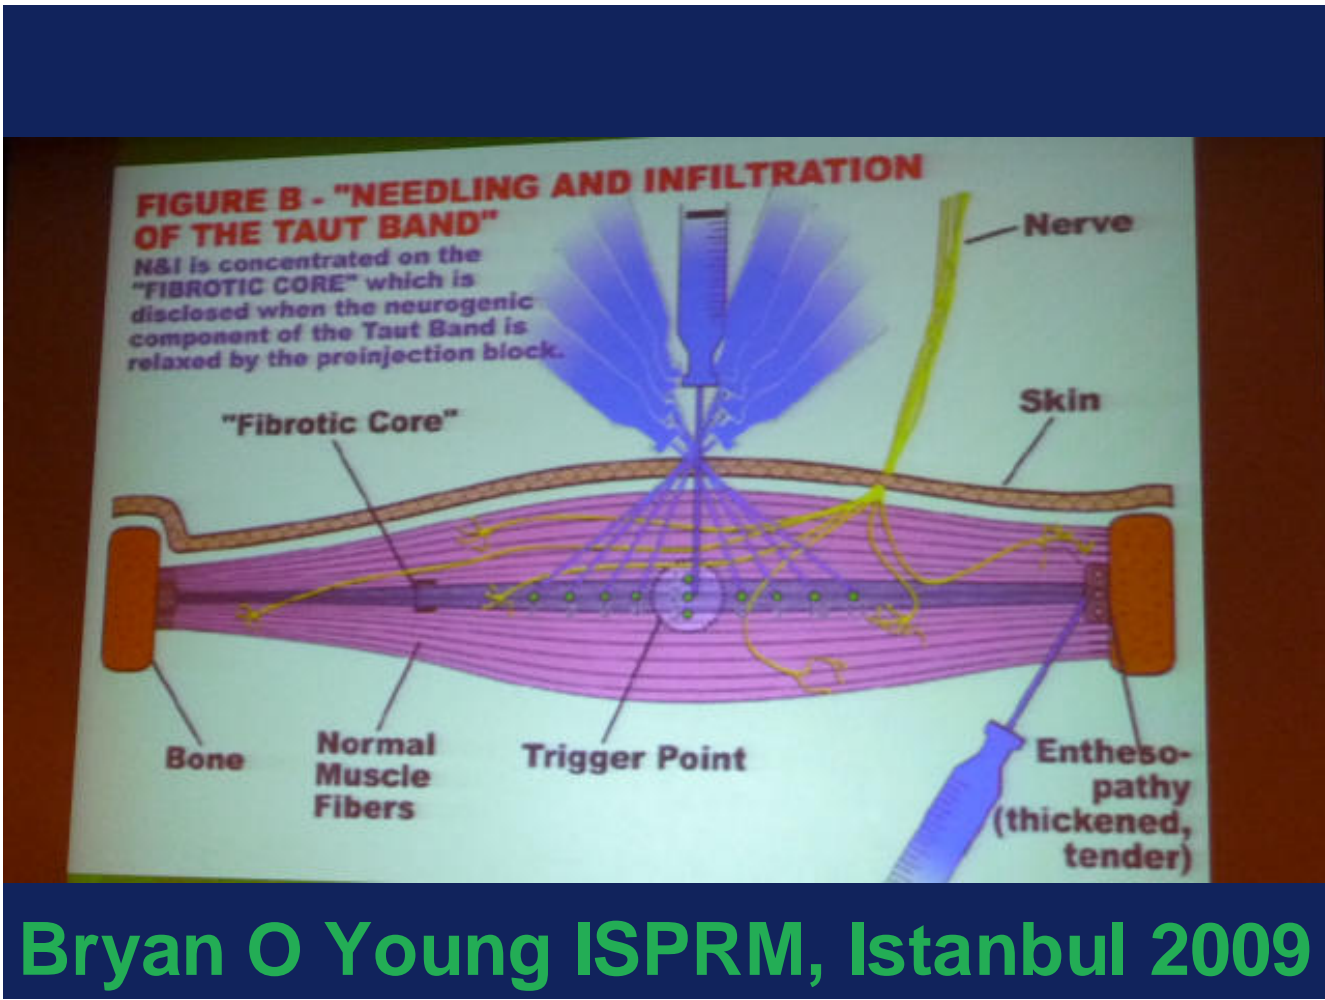 FIGURE B - "NEEDLING AND INFILTRATION
OF THE TAUT BAND"
N&I is concentrated on the
"FIBROTIC CORE" which is
disclosed when the neurogenic
component of the Taut Band is
relaxed by the preinjection block.
Nerve
Skin
"Fibrotic Core"
Bone
Normal
Muscle
Fibers
Trigger Point
Entheso-
pathy
(thickened,
tender)
Bryan O Young ISPRM, Istanbul 2009